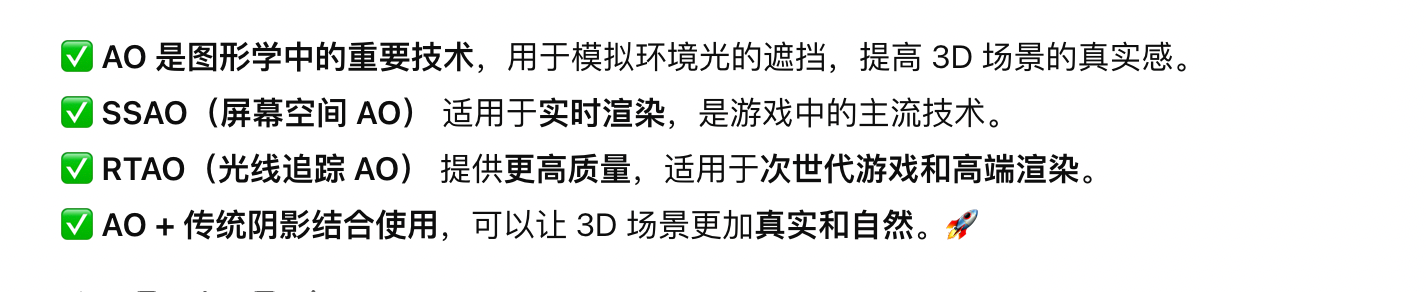 ✅ AO 是图形学中的重要技术，用于模拟环境光的遮挡，提高 3D 场景的真实感。
✅ SSAO（屏幕空间 AO） 适用于实时渲染，是游戏中的主流技术。
✅ RTAO（光线追踪 AO） 提供更高质量，适用于次世代游戏和高端渲染。
✅ AO + 传统阴影结合使用，可以让 3D 场景更加真实和自然。🚀